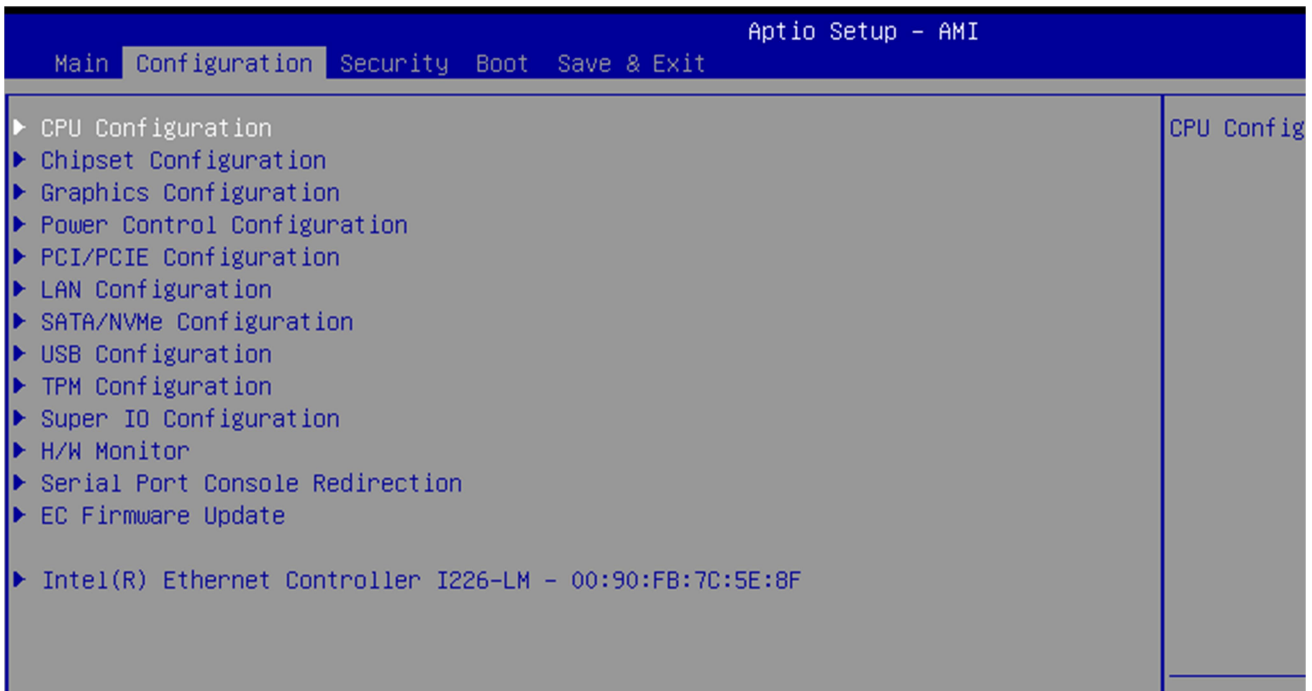 Aptio Setup – AMI
Main Configuration Security Boot Save & Exit
CPU Configuration
CPU Config
Chipset Configuration
Graphics Configuration
Power Control Configuration
PCI/PCIE Configuration
LAN Configuration
SATA/NVMe Configuration
USB Configuration
TPM Configuration
Super IO Configuration
H/W Monitor
Serial Port Console Redirection
EC Firmware Update
Intel(R) Ethernet Controller I226-LM – 00:90:FB:7C:5E:8F